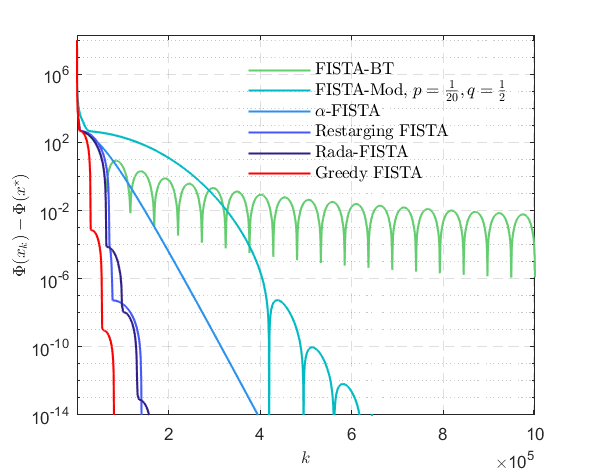 Φ(x_k) − Φ(x*)
10^6
10^2
10^-2
10^-6
10^-10
10^-14
FISTA-BT
FISTA-Mod, p = 1/20, q = 1/2
α-FISTA
Restarging FISTA
Rada-FISTA
Greedy FISTA
2 4 6 8 10
k
×10^5